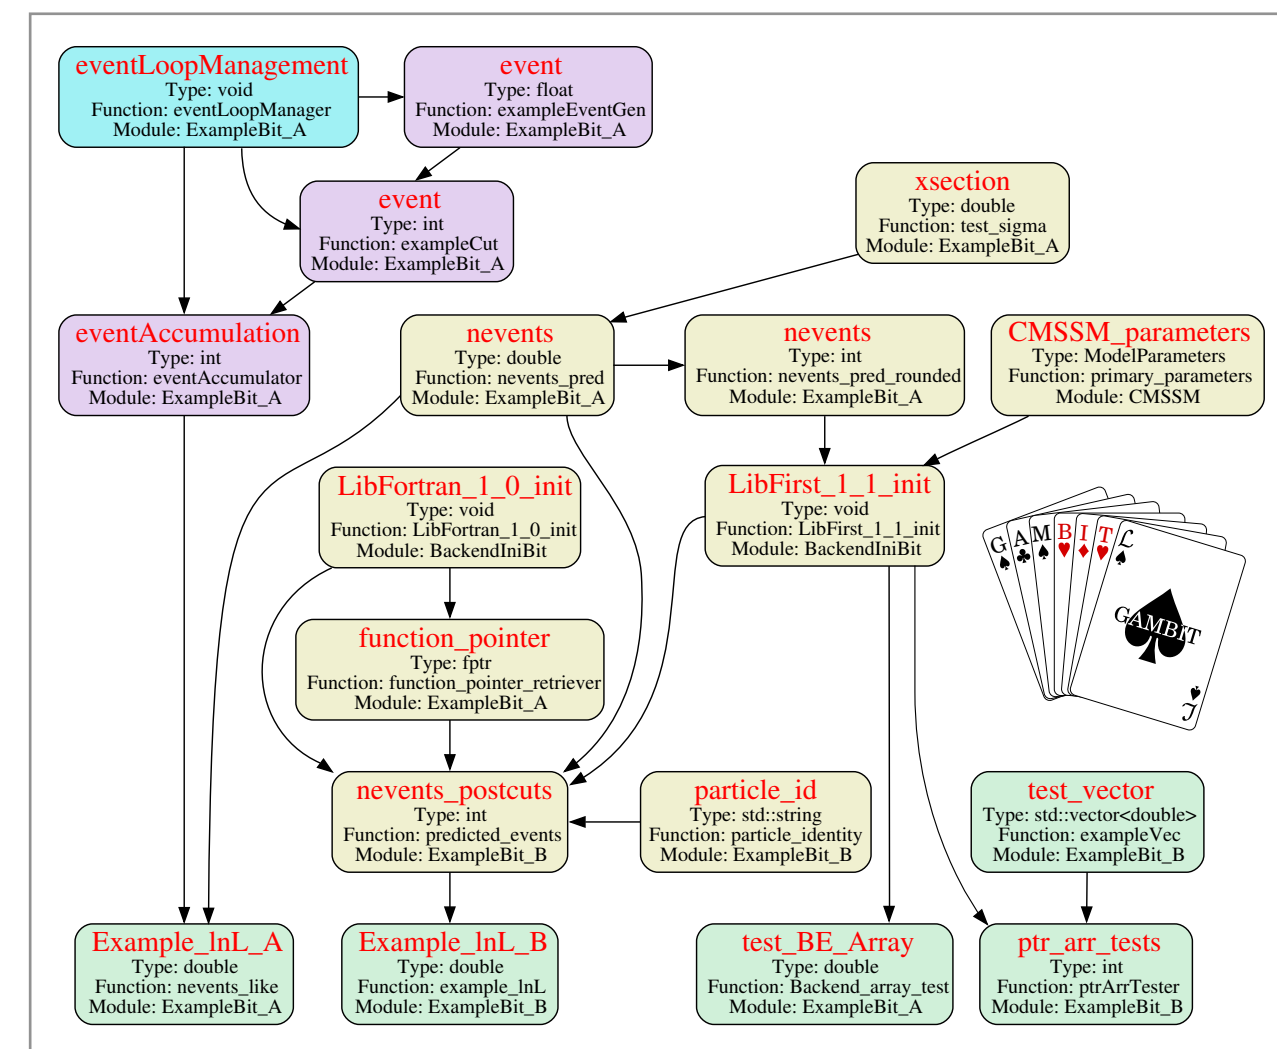 eventLoopManagement
Type: void
Function: eventLoopManager
Module: ExampleBit_A
event
Type: float
Function: exampleEventGen
Module: ExampleBit_A
event
Type: int
Function: exampleCut
Module: ExampleBit_A
xsection
Type: double
Function: test_sigma
Module: ExampleBit_A
eventAccumulation
Type: int
Function: eventAccumulator
Module: ExampleBit_A
nevents
Type: double
Function: nevents_pred
Module: ExampleBit_A
nevents
Type: int
Function: nevents_pred_rounded
Module: ExampleBit_A
CMSSM_parameters
Type: ModelParameters
Function: primary_parameters
Module: CMSSM
LibFortran_1_0_init
Type: void
Function: LibFortran_1_0_init
Module: BackendIniBit
LibFirst_1_1_init
Type: void
Function: LibFirst_1_1_init
Module: BackendIniBit
G A M B I T ℒ
GAMBIT
ℒ
function_pointer
Type: fptr
Function: function_pointer_retriever
Module: ExampleBit_A
nevents_postcuts
Type: int
Function: predicted_events
Module: ExampleBit_B
particle_id
Type: std::string
Function: particle_identity
Module: ExampleBit_B
test_vector
Type: std::vector<double>
Function: exampleVec
Module: ExampleBit_B
Example_lnL_A
Type: double
Function: nevents_like
Module: ExampleBit_A
Example_lnL_B
Type: double
Function: example_lnL
Module: ExampleBit_B
test_BE_Array
Type: double
Function: Backend_array_test
Module: ExampleBit_A
ptr_arr_tests
Type: int
Function: ptrArrTester
Module: ExampleBit_B